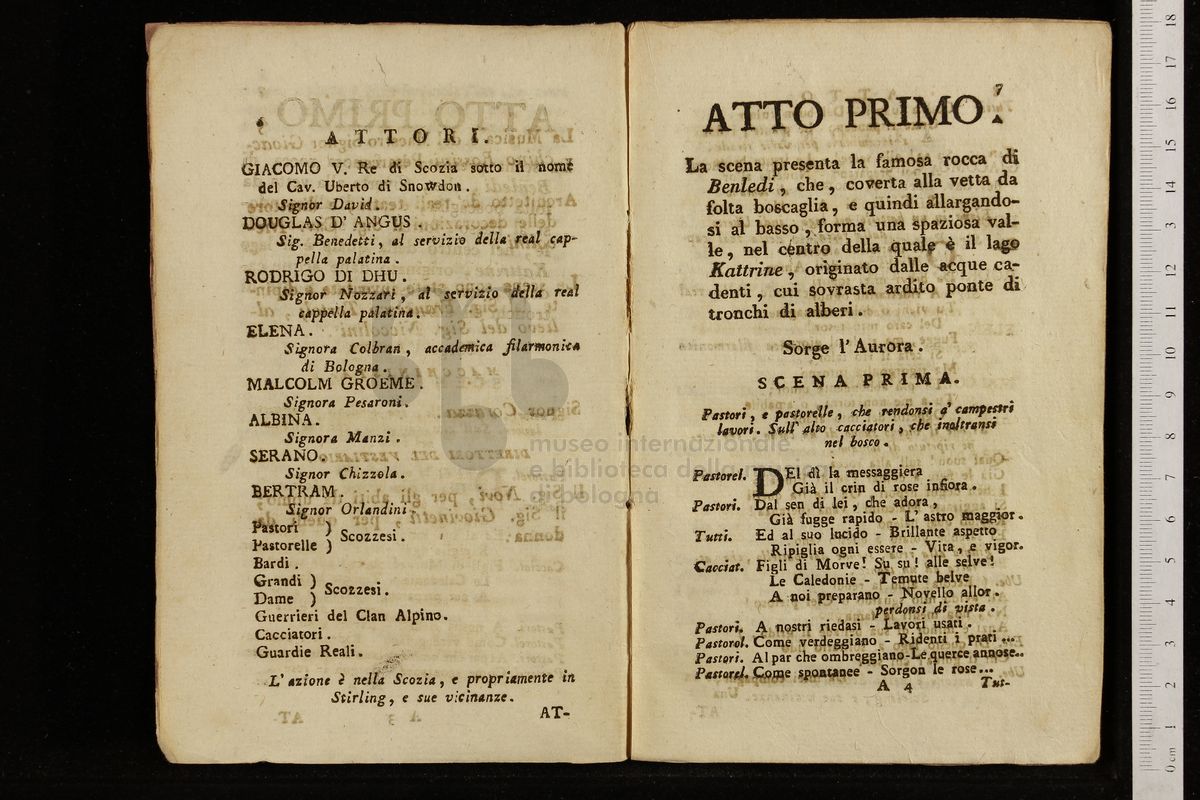 6
ATTORI.
GIACOMO V. Re di Scozia sotto il nome
del Cav. Uberto di Snowdon.
Signor David.
DOUGLAS D' ANGUS.
Sig. Benedetti, al servizio della real cap-
pella palatina.
RODRIGO DI DHU.
Signor Nozzari, al servizio della real
cappella palatina.
ELENA.
Signora Colbran, accademica filarmonica
di Bologna.
MALCOLM GROEME.
Signora Pesaroni.
ALBINA.
Signora Manzi.
SERANO.
Signor Chizzola.
BERTRAM.
Signor Orlandini.
Pastori )
Pastorelle ) Scozzesi.
Bardi.
Grandi )
Dame ) Scozzesi.
Guerrieri del Clan Alpino.
Cacciatori.
Guardie Reali.
L'azione è nella Scozia, e propriamente in
Stirling, e sue vicinanze.
AT-
7
ATTO PRIMO.
La scena presenta la famosa rocca di
Benledi, che, coverta alla vetta da
folta boscaglia, e quindi allargando-
si al basso, forma una spaziosa val-
le, nel centro della quale è il lago
Kattrine, originato dalle acque ca-
denti, cui sovrasta ardito ponte di
tronchi di alberi.
Sorge l'Aurora.
SCENA PRIMA.
Pastori, e pastorelle, che rendonsi a' campestri
lavori. Sull' alto cacciatori, che inoltransi
nel bosco.
Pastorel. DEl dì la messaggiera
Già il crin di rose infiora.
Pastori. Dal sen di lei, che adora,
Già fugge rapido - L' astro maggior.
Tutti. Ed al suo lucido - Brillante aspetto
Ripiglia ogni essere - Vita, e vigor.
Cacciat. Figli di Morve! Su su! alle selve!
Le Caledonie - Temute belve
A noi preparano - Novello allor.
perdonsi di vista.
Pastori. A nostri riedasi - Lavori usati.
Pastorel. Come verdeggiano - Ridenti i prati...
Pastori. Al par che ombreggiano-Le querce annose..
Pastorel. Come spontanee - Sorgon le rose...
A 4 Tut-
museo internazionale
e biblioteca della musica
di bologna